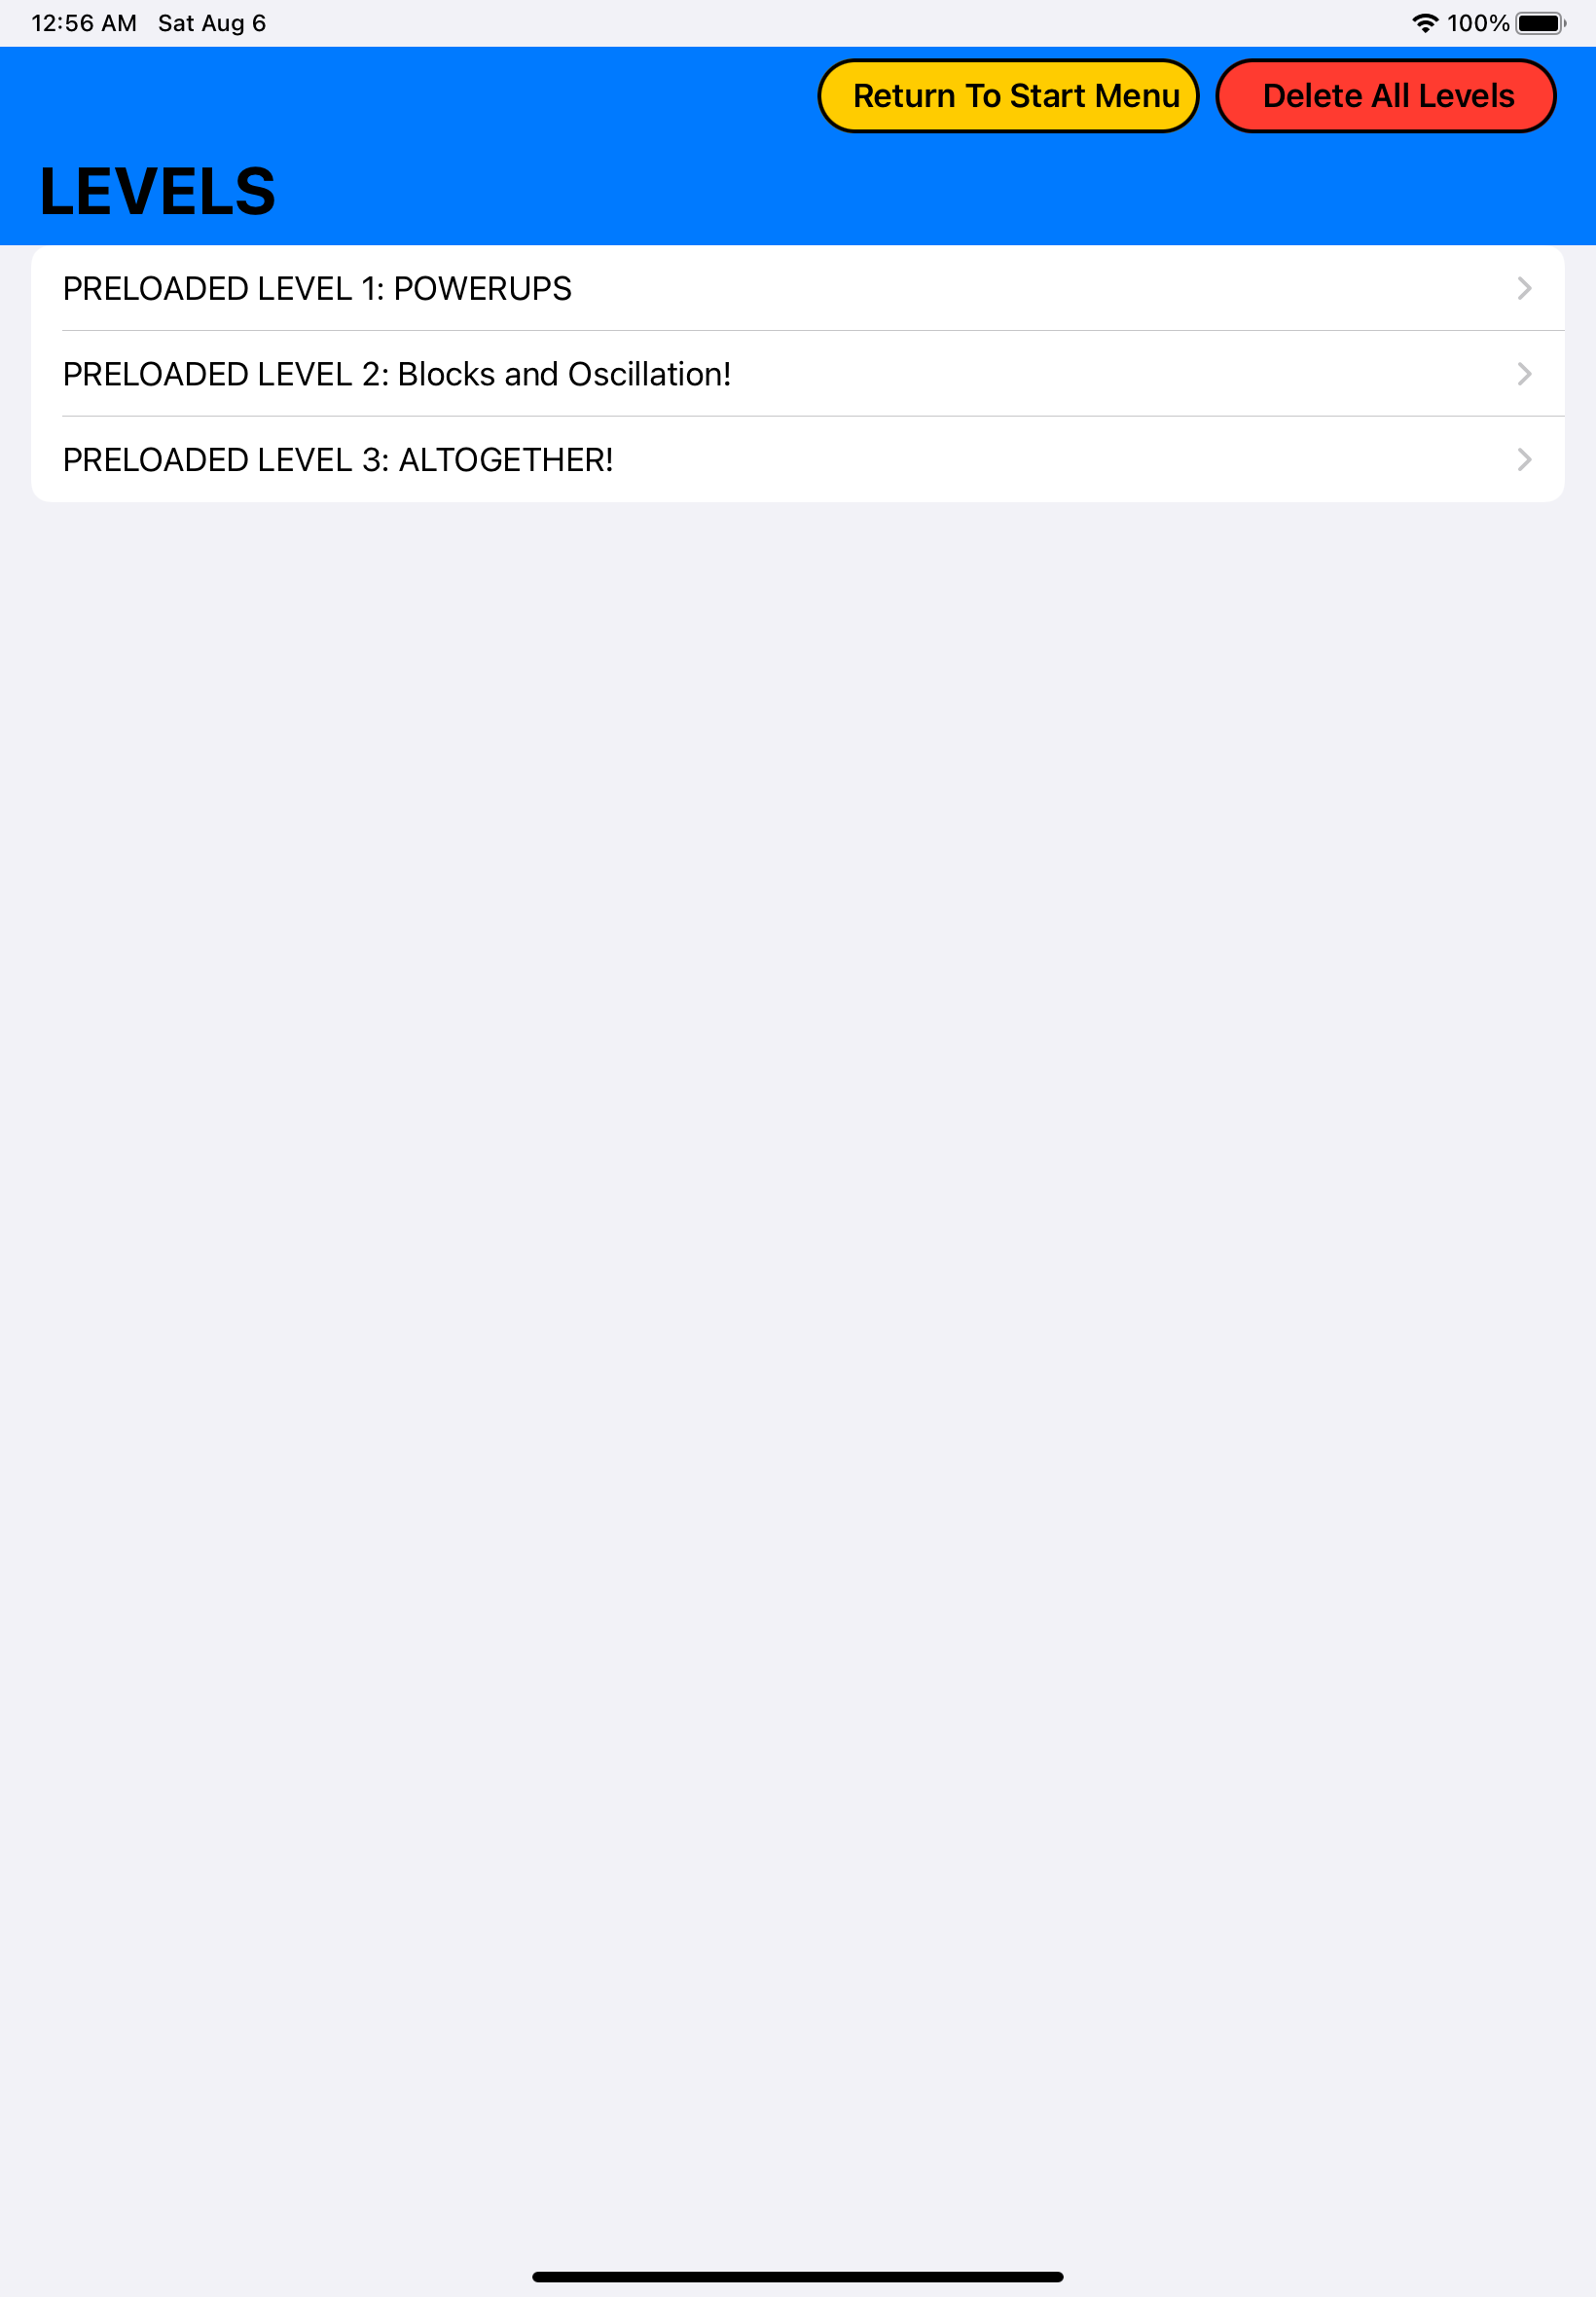 12:56 AM Sat Aug 6 100%
Return To Start Menu Delete All Levels
LEVELS
PRELOADED LEVEL 1: POWERUPS
PRELOADED LEVEL 2: Blocks and Oscillation!
PRELOADED LEVEL 3: ALTOGETHER!